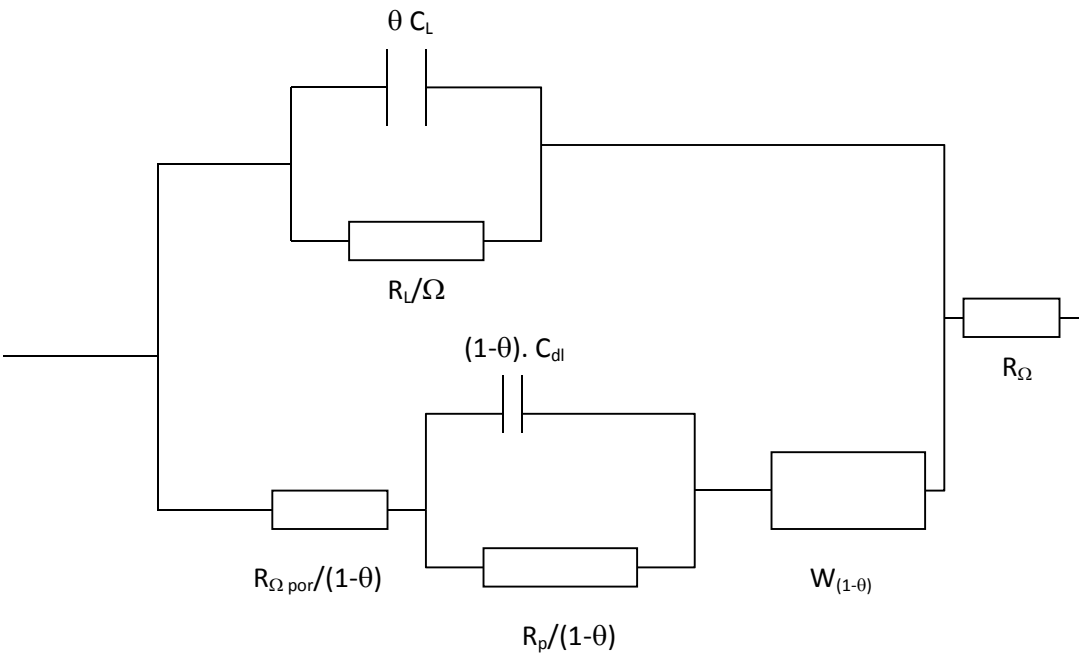 θ C_L
R_L/Ω
(1-θ). C_dl
R_Ω
R_Ω por/(1-θ)
W_(1-θ)
R_p/(1-θ)